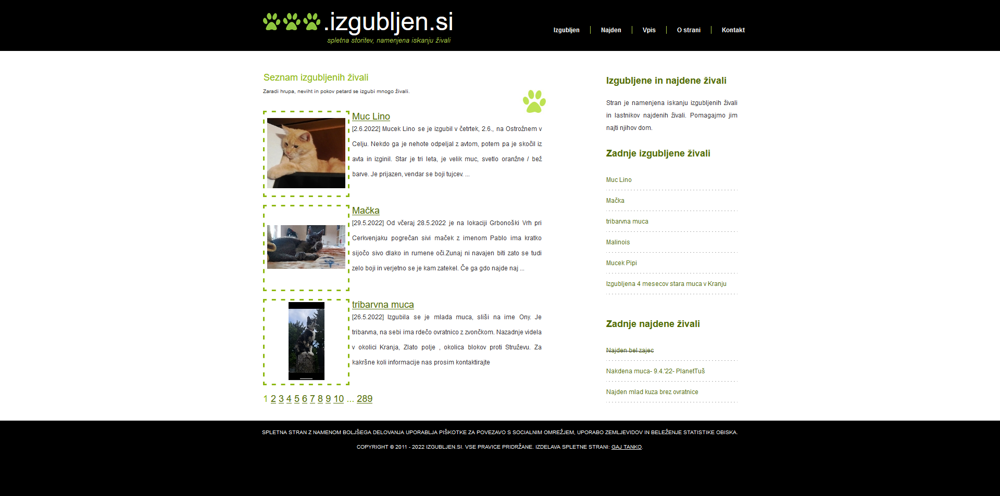 .izgubljen.si
spletna storitev, namenjena iskanju živali
Izgubljen
Najden
Vpis
O strani
Kontakt
Seznam izgubljenih živali
Zaradi hrupa, neviht in pokov petard se izgubi mnogo živali.
Muc Lino
[2.6.2022] Mucek Lino se je izgubil v četrtek, 2.6., na Ostrožnem v
Celju. Nekdo ga je nehote odpeljal z avtom, potem pa je skočil iz
avta in izginil. Star je tri leta, je velik muc, svetlo oranžne / bež
barve. Je prijazen, vendar se boji tujcev. ...
Mačka
[29.5.2022] Od včeraj 28.5.2022 je na lokaciji Grbonoški Vrh pri
Cerkvenjaku pogrečan sivi maček z imenom Pablo ima kratko
sijočo sivo dlako in rumene oči.Zunaj ni navajen biti zato se tudi
zelo boji in verjetno se je kam zatekel. Če ga gdo najde naj ...
tribarvna muca
[26.5.2022] Izgubila se je mlada muca, sliši na ime Ony. Je
tribarvna, na sebi ima rdečo ovratnico z zvončkom. Nazadnje videla
v okolici Kranja, Zlato polje , okolica blokov proti Struževu. Za
kakršne koli informacije nas prosim kontaktirajte
1 2 3 4 5 6 7 8 9 10 ... 289
Izgubljene in najdene živali
Stran je namenjena iskanju izgubljenih živali
in lastnikov najdenih živali. Pomagajmo jim
najti njihov dom.
Zadnje izgubljene živali
Muc Lino
Mačka
tribarvna muca
Malinois
Mucek Pipi
Izgubljena 4 mesecov stara muca v Kranju
Zadnje najdene živali
Najden bel zajec
Nakdena muca- 9.4.'22- PlanetTuš
Najden mlad kuza brez ovratnice
SPLETNA STRAN Z NAMENOM BOLJŠEGA DELOVANJA UPORABLJA PIŠKOTKE ZA POVEZAVO S SOCIALNIM OMREŽJEM, UPORABO ZEMLJEVIDOV IN BELEŽENJE STATISTIKE OBISKA.
COPYRIGHT © 2011 - 2022 IZGUBLJEN.SI. VSE PRAVICE PRIDRŽANE. IZDELAVA SPLETNE STRANI: GAJ TANKO.